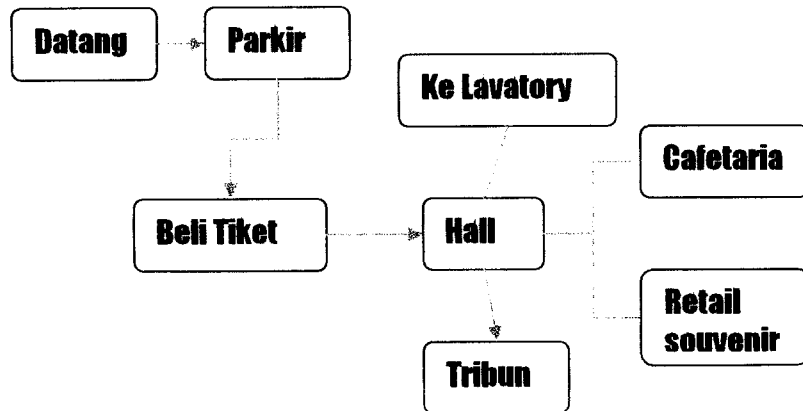 Datang
Parkir
Ke Lavatory
Cafetaria
Beli Tiket
Hall
Retail
souvenir
Tribun